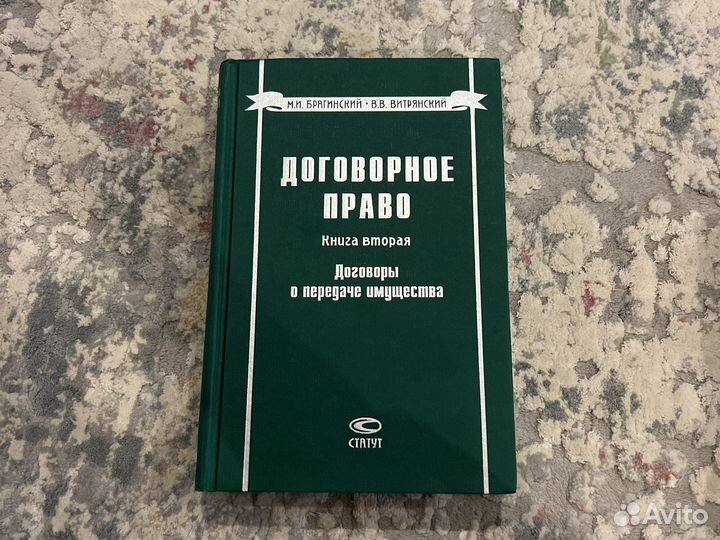 М.И. БРАГИНСКИЙ • В.В. ВИТРЯНСКИЙ
ДОГОВОРНОЕ
ПРАВО
Книга вторая
Договоры
о передаче имущества
СТАТУТ
Avito